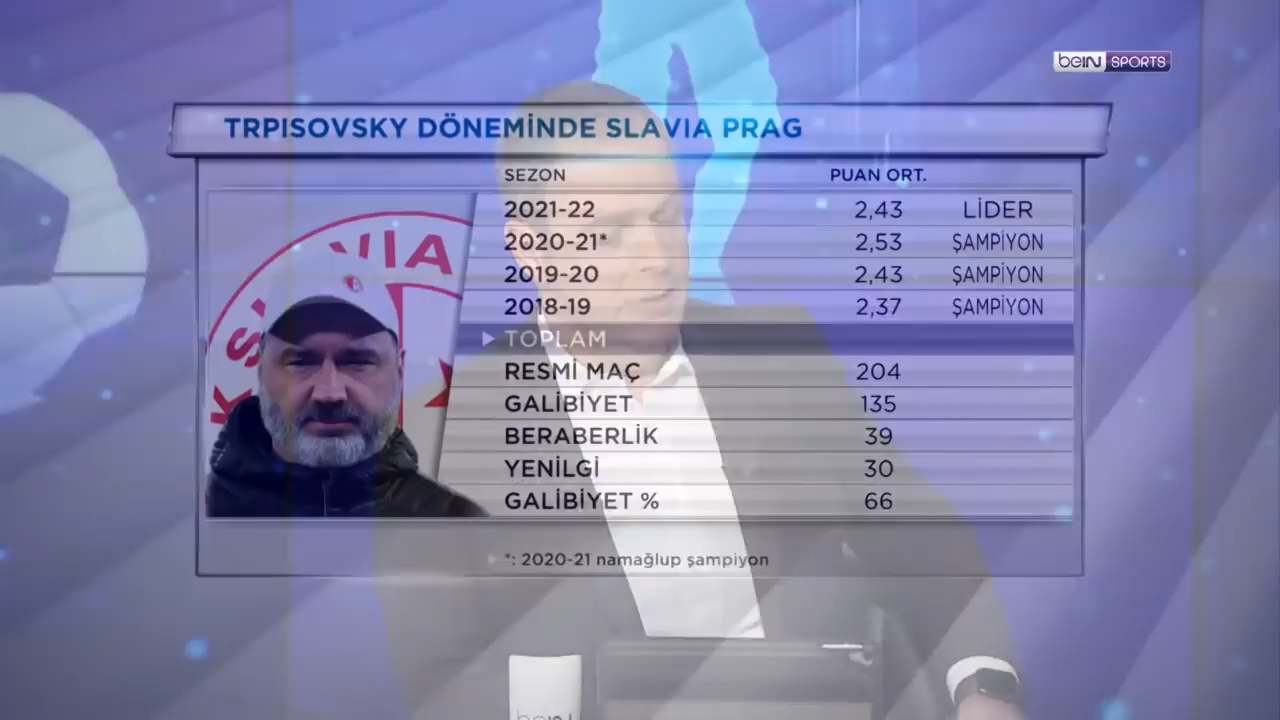 beIN SPORTS
TRPISOVSKY DÖNEMİNDE SLAVIA PRAG
SEZON PUAN ORT.
2021-22 2,43 LİDER
2020-21* 2,53 ŞAMPİYON
2019-20 2,43 ŞAMPİYON
2018-19 2,37 ŞAMPİYON
TOPLAM
RESMİ MAÇ 204
GALİBİYET 135
BERABERLİK 39
YENİLGİ 30
GALİBİYET % 66
*: 2020-21 namağlup şampiyon
beIN